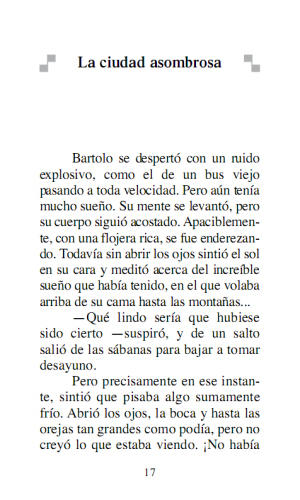 La ciudad asombrosa
Bartolo se despertó con un ruido
explosivo, como el de un bus viejo
pasando a toda velocidad. Pero aún tenía
mucho sueño. Su mente se levantó, pero
su cuerpo siguió acostado. Apaciblemen-
te, con una flojera rica, se fue enderezan-
do. Todavía sin abrir los ojos sintió el sol
en su cara y meditó acerca del increíble
sueño que había tenido, en el que volaba
arriba de su cama hasta las montañas...
—Qué lindo sería que hubiese
sido cierto —suspiró, y de un salto
salió de las sábanas para bajar a tomar
desayuno.
Pero precisamente en ese instan-
te, sintió que pisaba algo sumamente
frío. Abrió los ojos, la boca y hasta las
orejas tan grandes como podía, pero no
creyó lo que estaba viendo. ¡No había
17